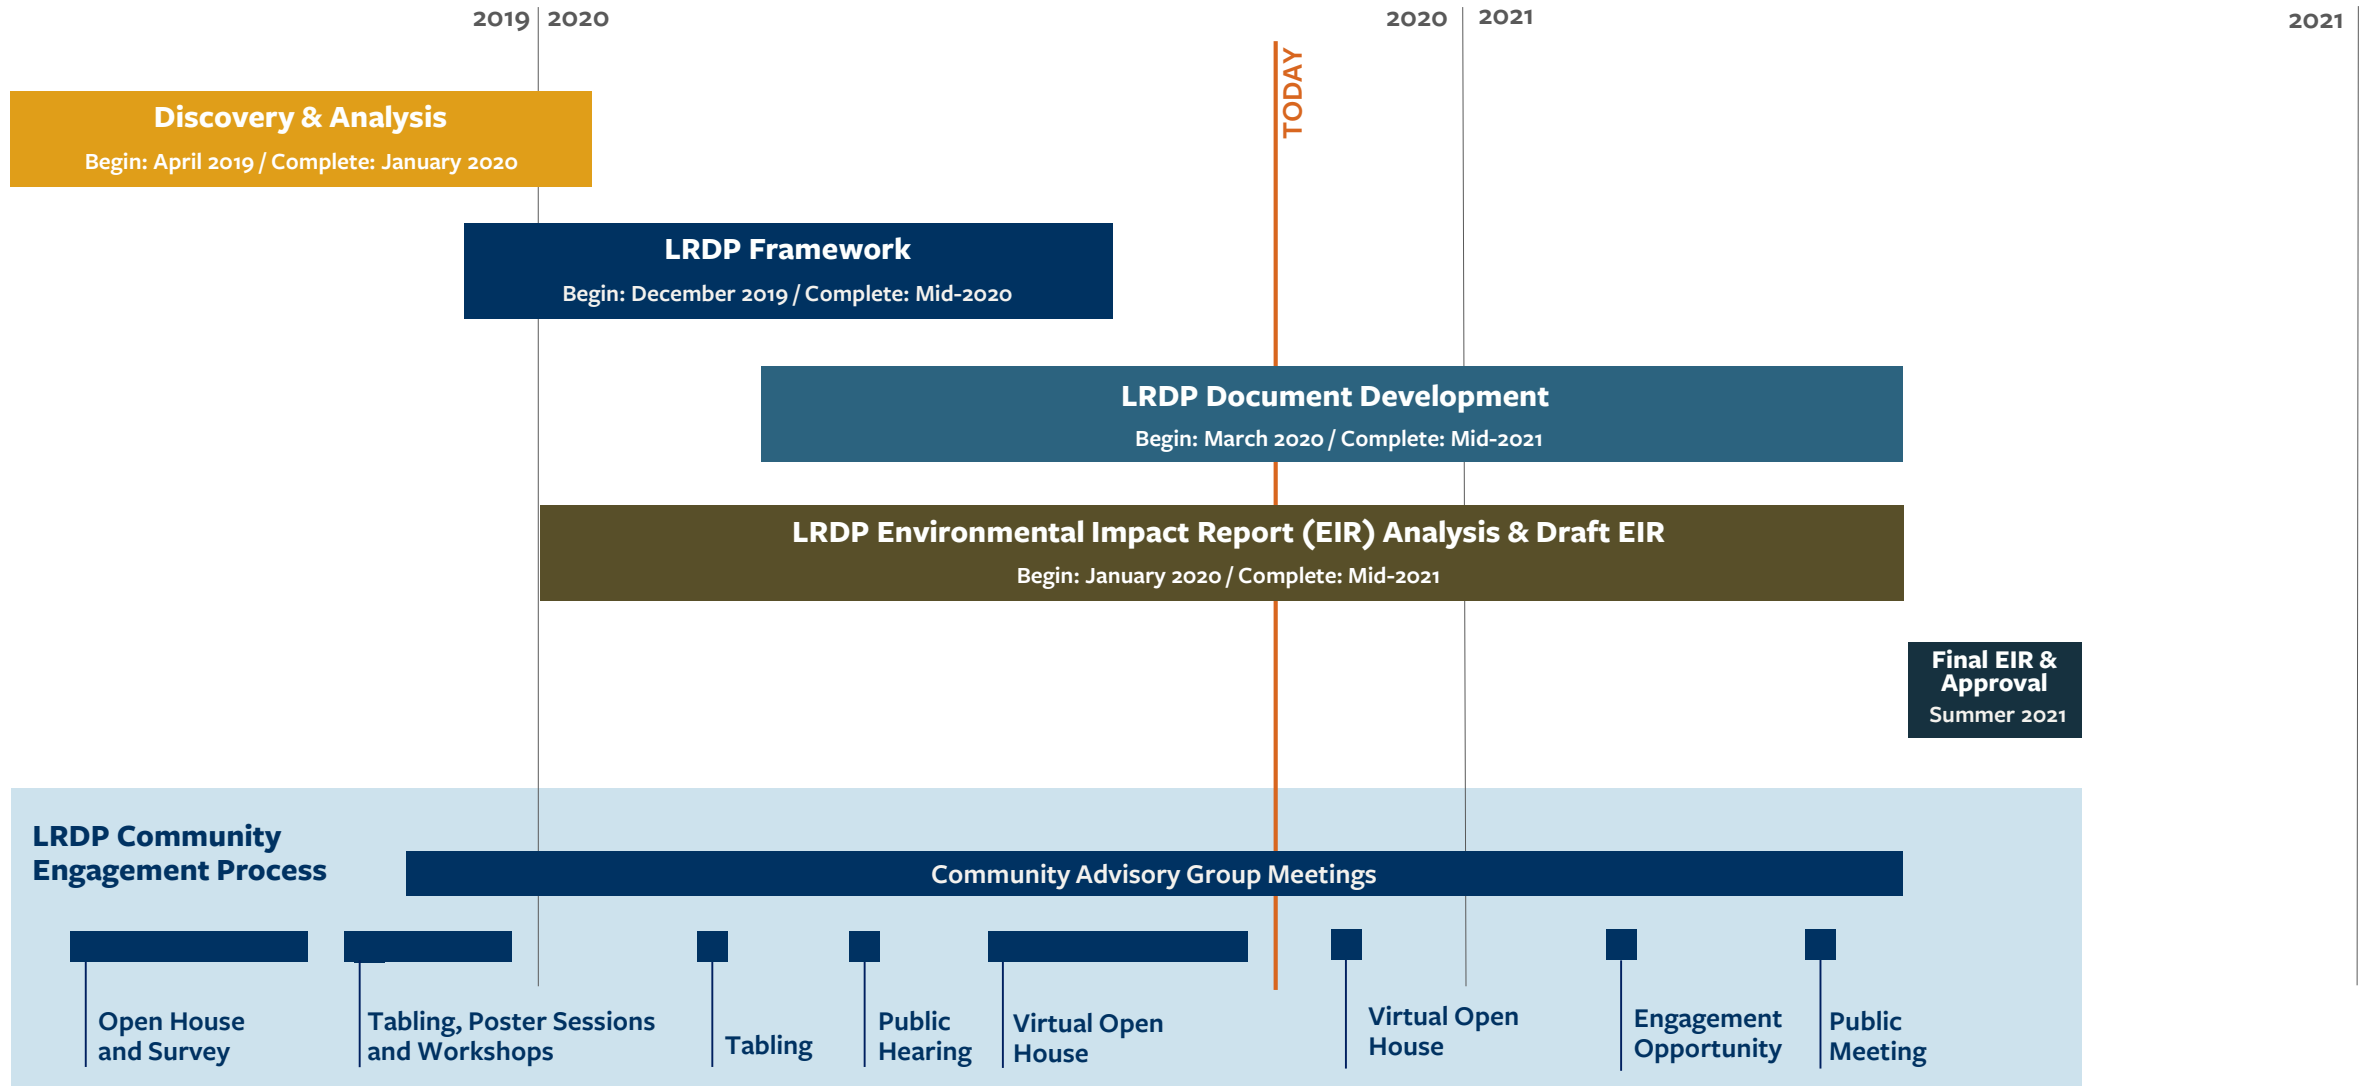 2019 2020
2020 2021
2021
TODAY
Discovery & Analysis
Begin: April 2019 / Complete: January 2020
LRDP Framework
Begin: December 2019 / Complete: Mid-2020
LRDP Document Development
Begin: March 2020 / Complete: Mid-2021
LRDP Environmental Impact Report (EIR) Analysis & Draft EIR
Begin: January 2020 / Complete: Mid-2021
Final EIR &
Approval
Summer 2021
LRDP Community
Engagement Process
Community Advisory Group Meetings
Open House
and Survey
Tabling, Poster Sessions
and Workshops
Tabling
Public
Hearing
Virtual Open
House
Virtual Open
House
Engagement
Opportunity
Public
Meeting